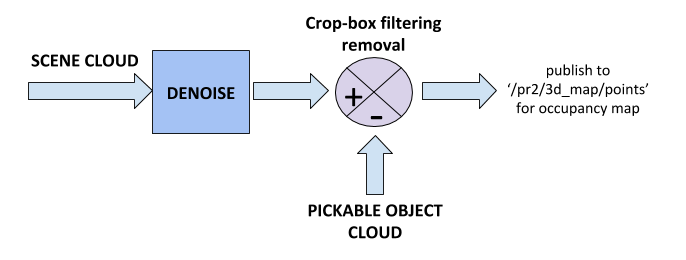 Crop-box filtering
removal
SCENE CLOUD
DENOISE
+
-
publish to
‘/pr2/3d_map/points’
for occupancy map
PICKABLE OBJECT
CLOUD